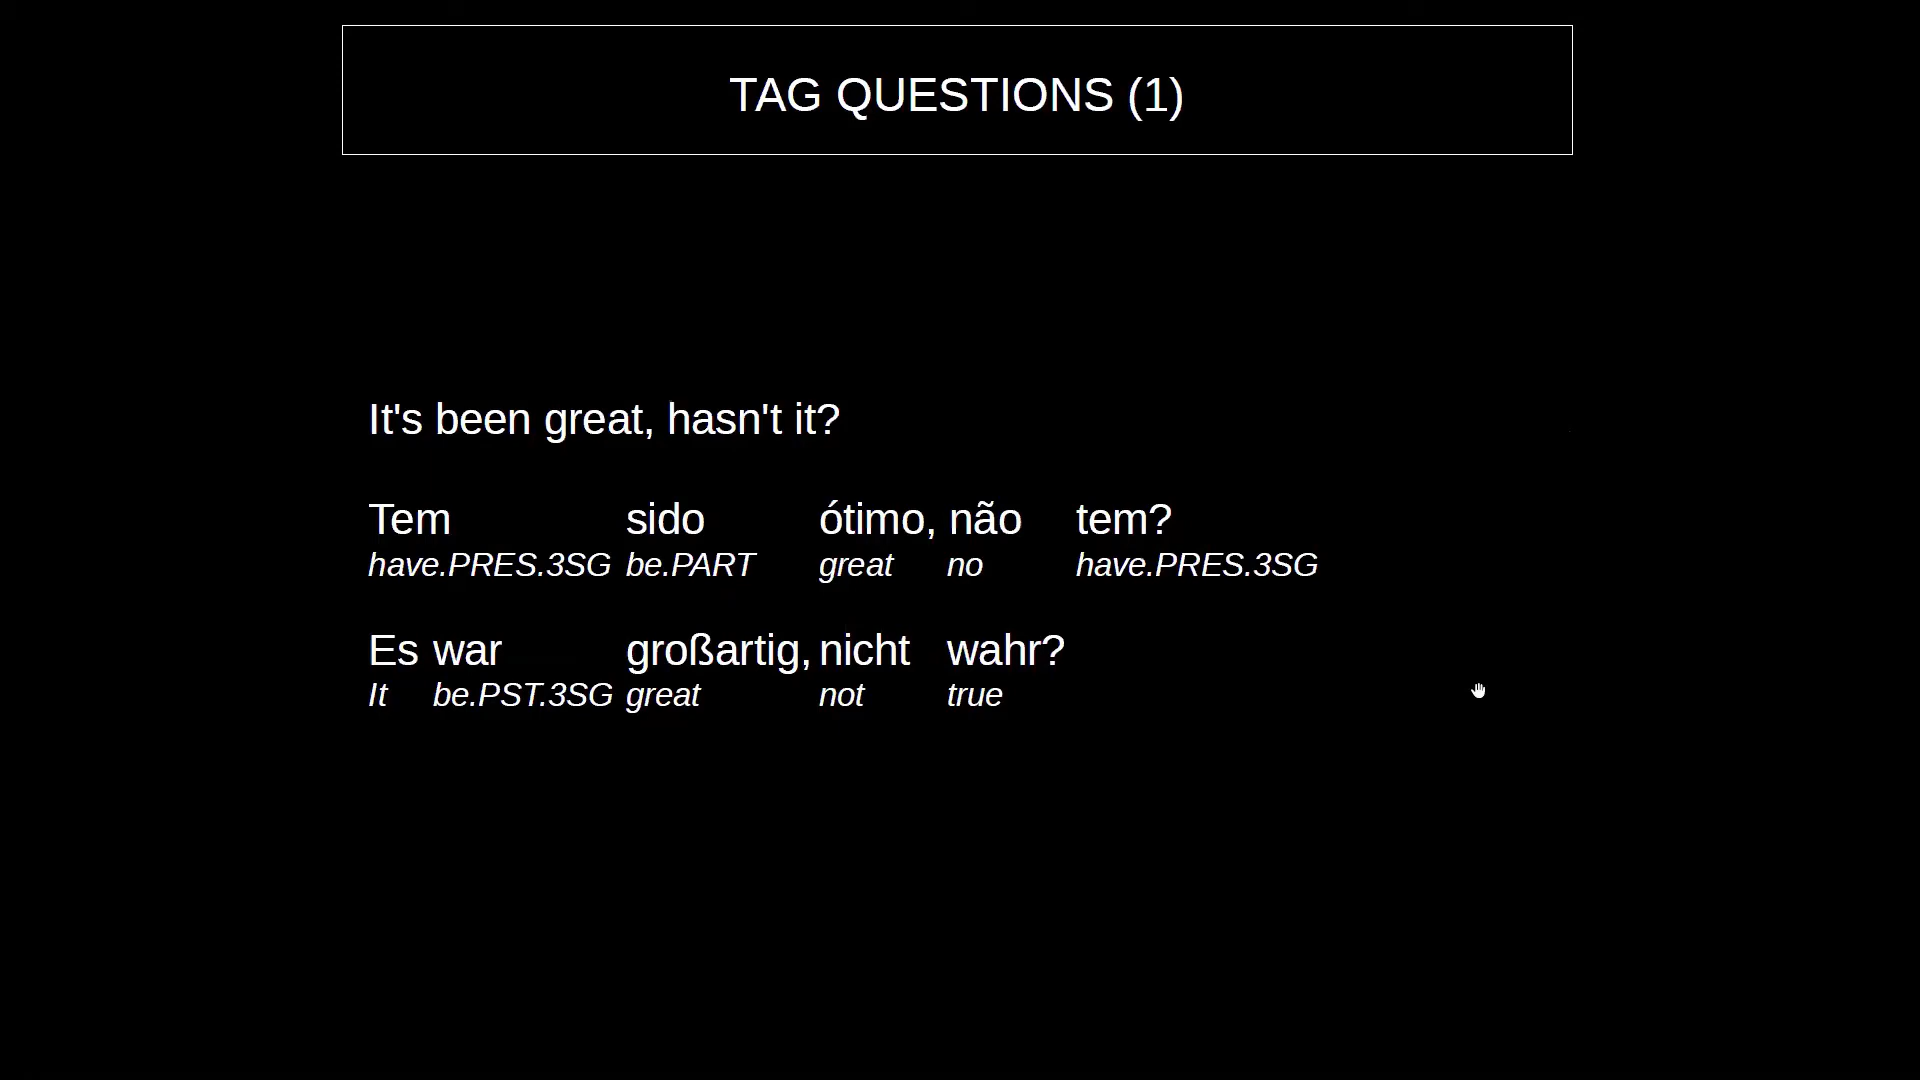 TAG QUESTIONS (1)
It's been great, hasn't it?
Tem sido ótimo, não tem?
have.PRES.3SG be.PART great no have.PRES.3SG
Es war großartig, nicht wahr?
It be.PST.3SG great not true